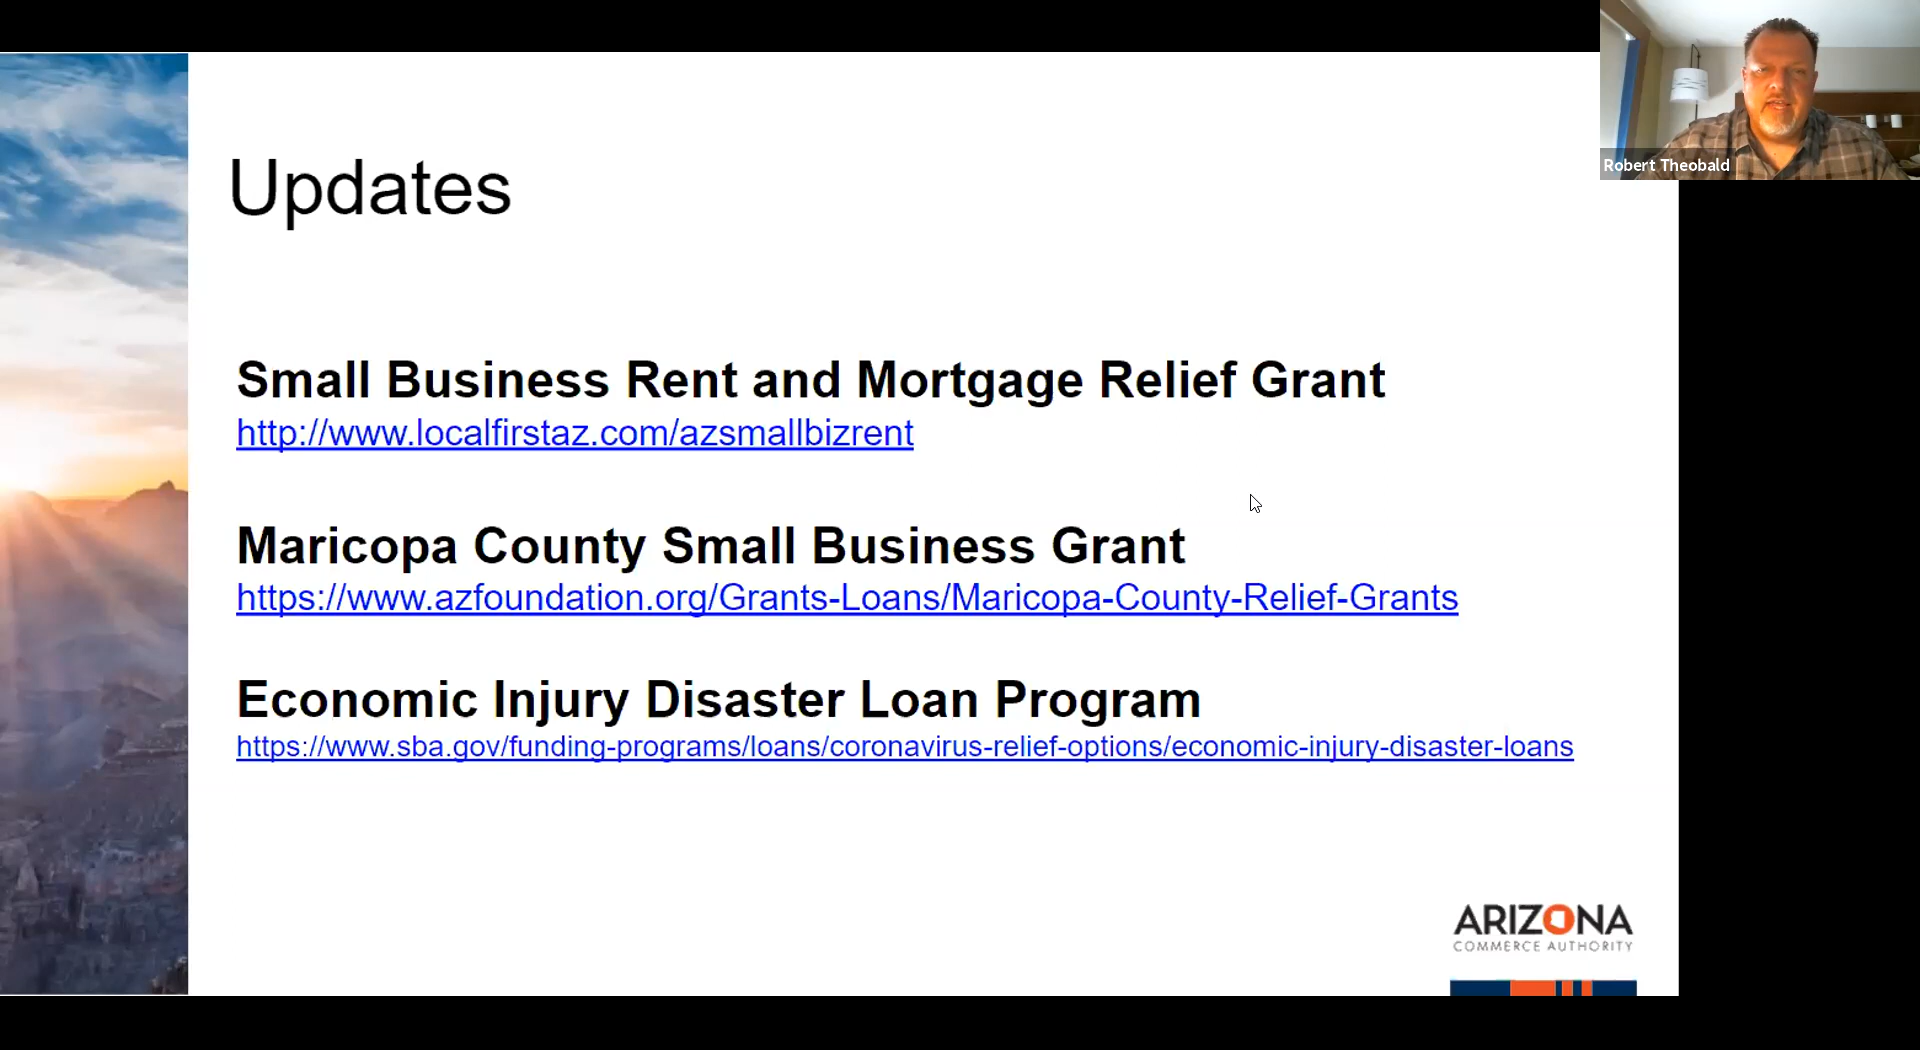 Robert Theobald
Updates
Small Business Rent and Mortgage Relief Grant
http://www.localfirstaz.com/azsmallbizrent
Maricopa County Small Business Grant
https://www.azfoundation.org/Grants-Loans/Maricopa-County-Relief-Grants
Economic Injury Disaster Loan Program
https://www.sba.gov/funding-programs/loans/coronavirus-relief-options/economic-injury-disaster-loans
ARIZONA
COMMERCE AUTHORITY